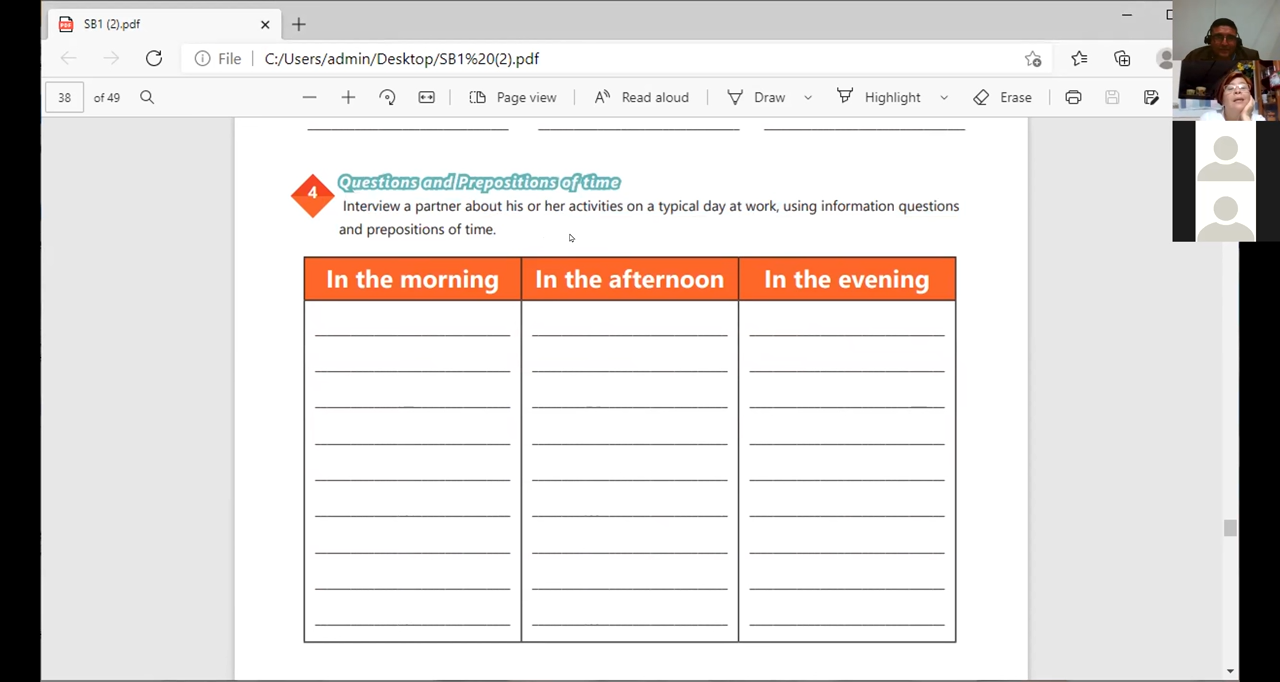 SB1 (2).pdf
File
C:/Users/admin/Desktop/SB1%20(2).pdf
38 of 49
Page view
Read aloud
Draw
Highlight
Erase
4
Questions and Prepositions of time
Interview a partner about his or her activities on a typical day at work, using information questions
and prepositions of time.
In the morning
In the afternoon
In the evening